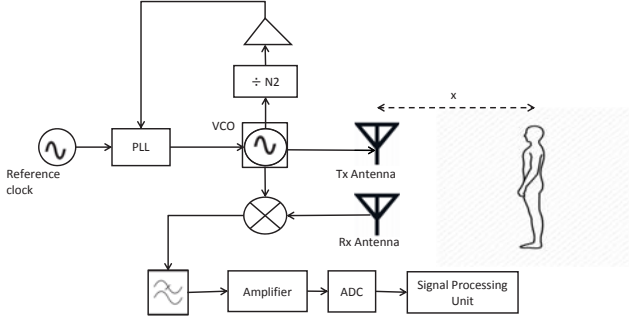 ÷ N2
x
VCO
PLL
Reference
clock
Tx Antenna
Rx Antenna
Amplifier
ADC
Signal Processing
Unit